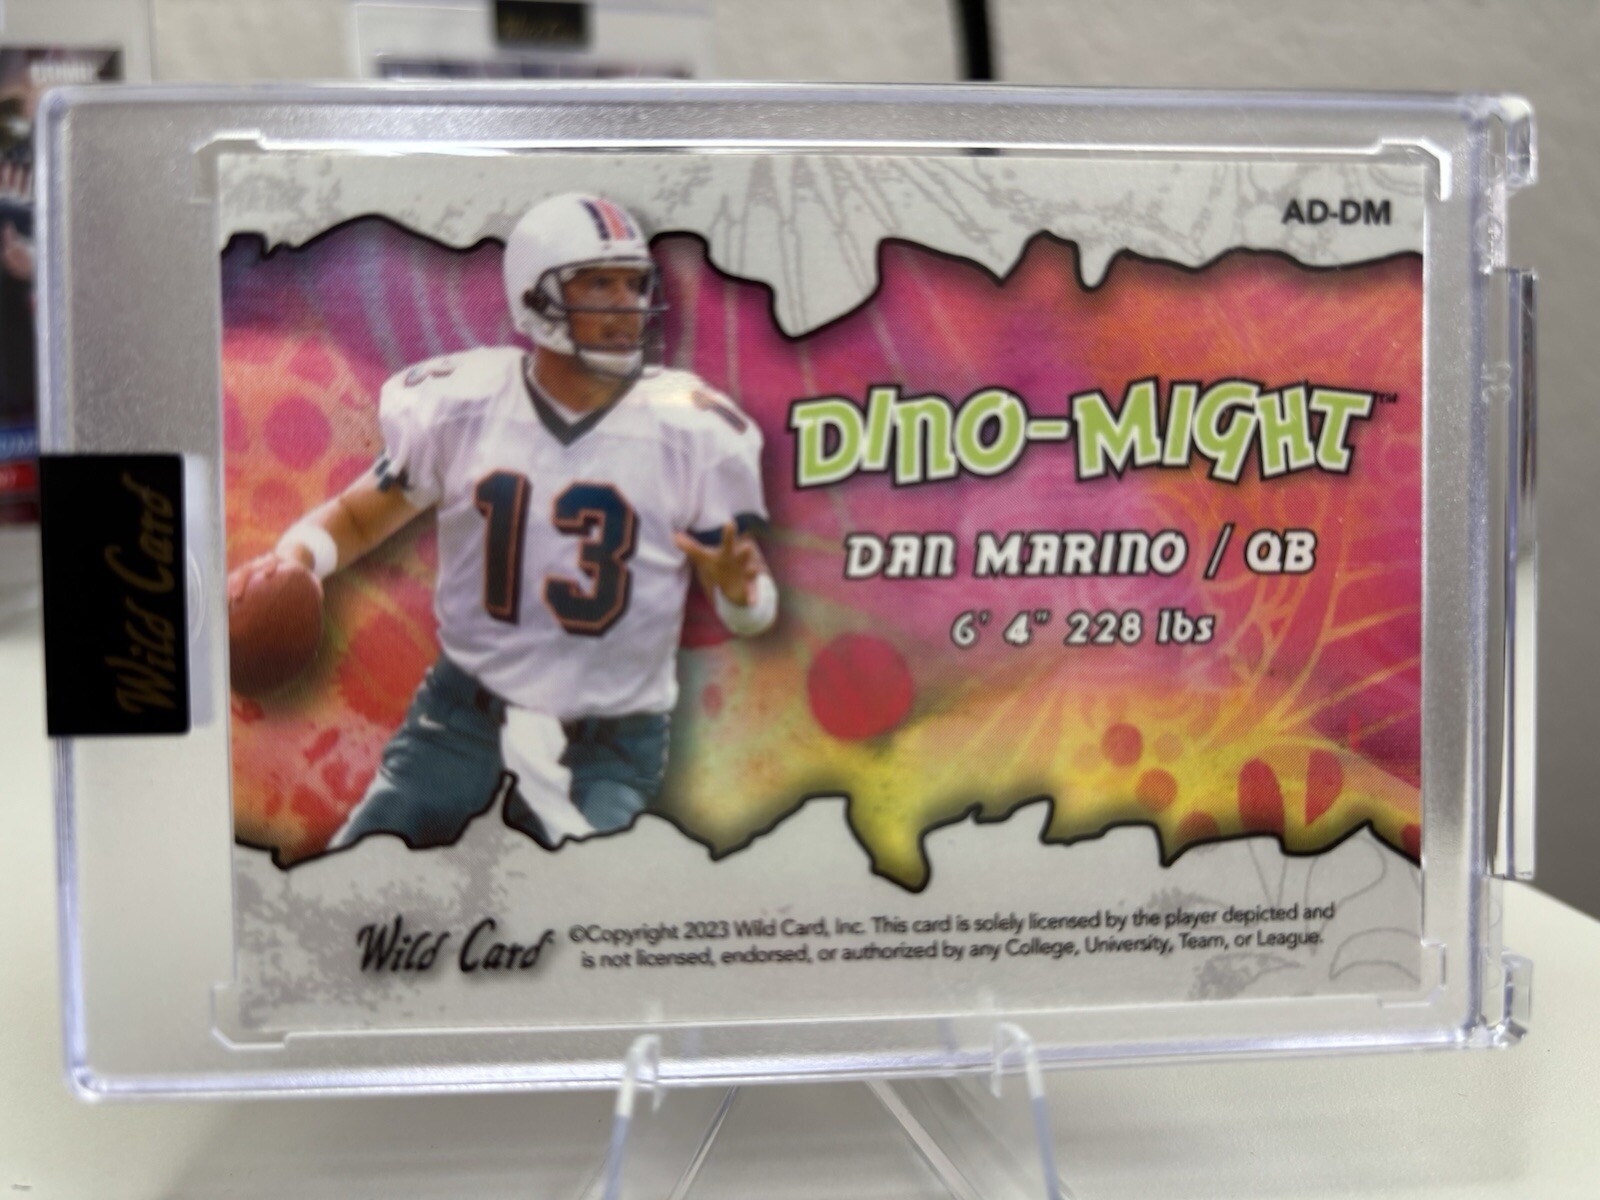 AD-DM
DINO-MIGHT™
DAN MARINO / QB
6' 4" 228 lbs
13
13
Wild Card
Wild Card
©Copyright 2023 Wild Card, Inc. This card is solely licensed by the player depicted and
is not licensed, endorsed, or authorized by any College, University, Team, or League.